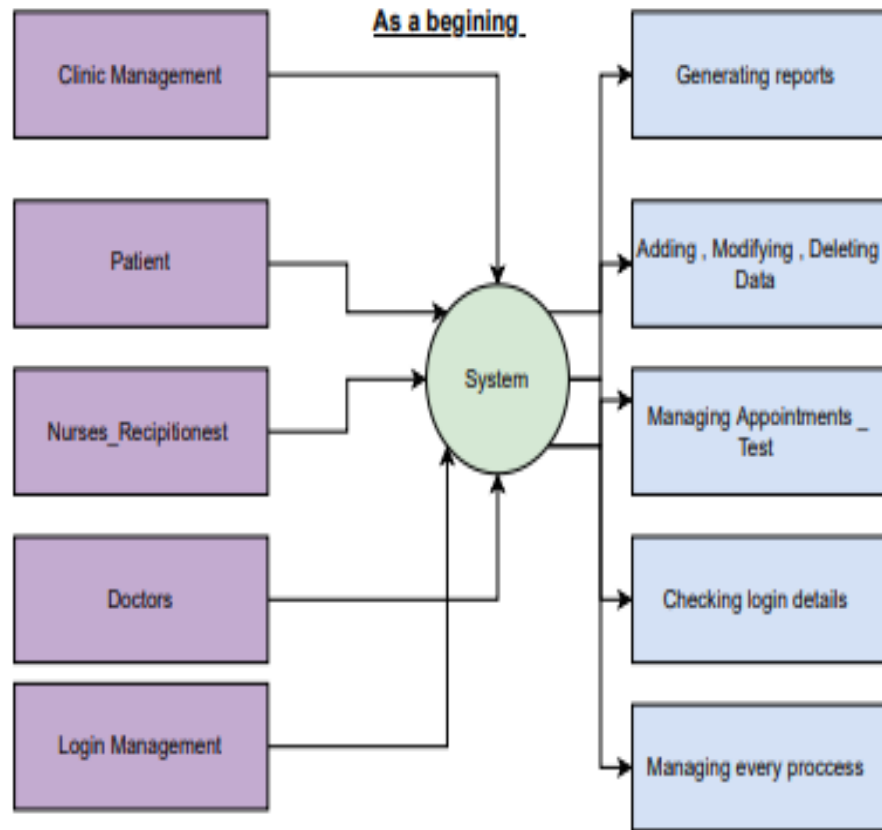 As a begining
Clinic Management
Generating reports
Patient
Adding , Modifying , Deleting
Data
Nurses_Recipitionest
System
Managing Appointments _
Test
Doctors
Checking login details
Login Management
Managing every proccess